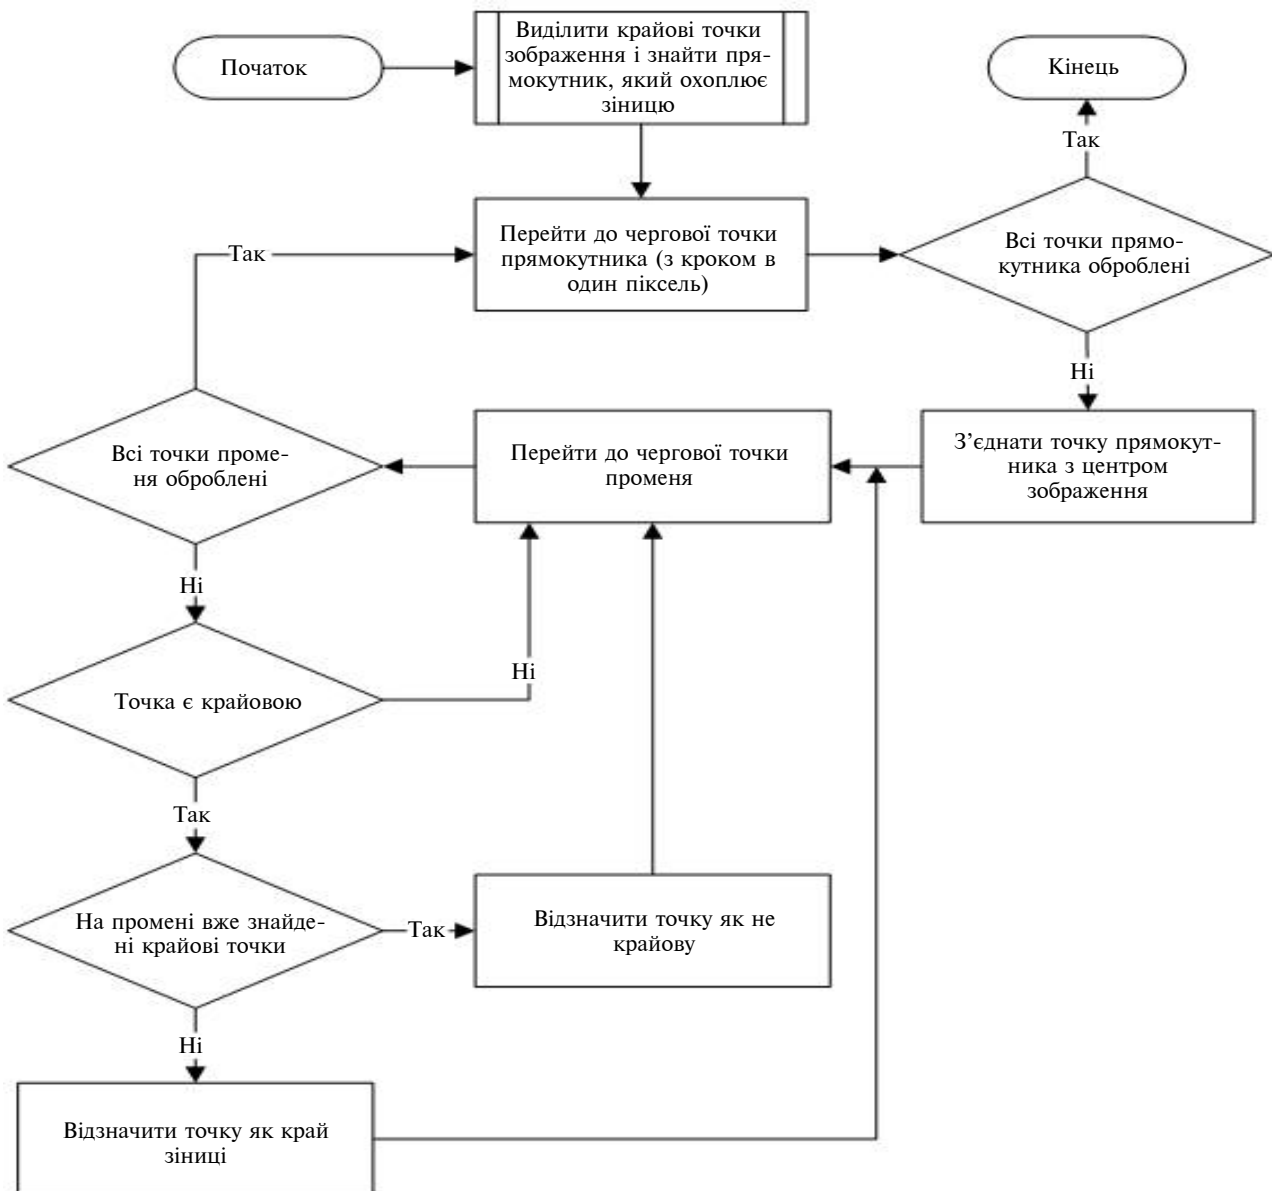 Початок
Виділити крайові точки
зображення і знайти пря-
мокутник, який охоплює
зіницю
Кінець
Так
Так
Перейти до чергової точки
прямокутника (з кроком в
один піксель)
Всі точки прямо-
кутника оброблені
Ні
Всі точки проме-
ня оброблені
Перейти до чергової точки
променя
З’єднати точку прямокут-
ника з центром
зображення
Ні
Точка є крайовою
Ні
Так
На промені вже знайде-
ні крайові точки
Так
Відзначити точку як не
крайову
Ні
Відзначити точку як край
зіниці